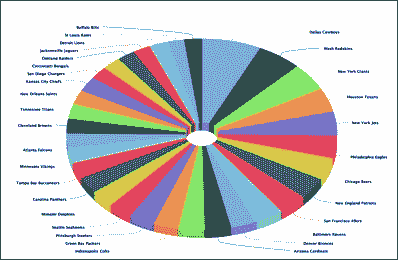 Buffalo Bills
St Louis Rams
Detroit Lions
Jacksonville Jaguars
Oakland Raiders
Cincinnati Bengals
San Diego Chargers
Kansas City Chiefs
New Orleans Saints
Tennessee Titans
Cleveland Browns
Atlanta Falcons
Minnesota Vikings
Tampa Bay Buccaneers
Carolina Panthers
Miami Dolphins
Seattle Seahawks
Pittsburgh Steelers
Green Bay Packers
Indianapolis Colts
Dallas Cowboys
Wash Redskins
New York Giants
Houston Texans
New York Jets
Philadelphia Eagles
Chicago Bears
New England Patriots
San Francisco 49ers
Baltimore Ravens
Denver Broncos
Arizona Cardinals